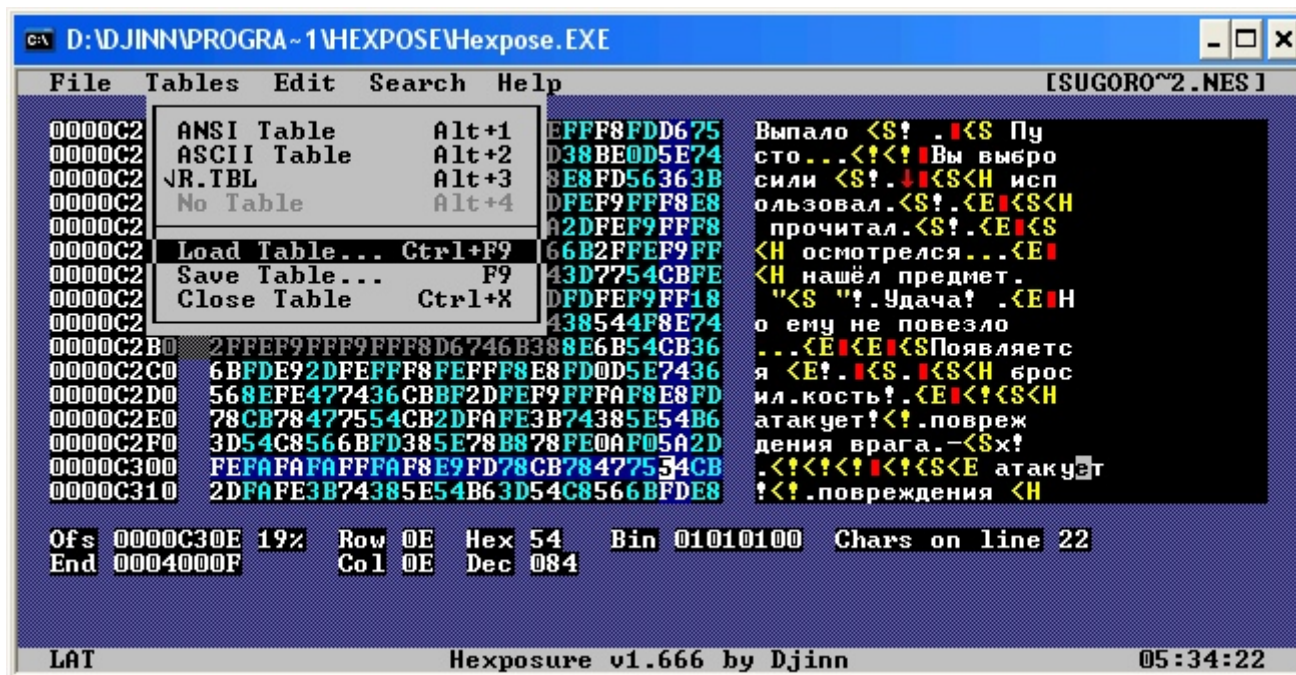 D:\DJINN\PROGRA~1\HEXPOSE\Hexpose.EXE
File Tables Edit Search Help [SUGORO~2.NES]
ANSI Table Alt+1
ASCII Table Alt+2
√R.TBL Alt+3
No Table Alt+4
Load Table... Ctrl+F9
Save Table... F9
Close Table Ctrl+X
0000C2 EFFFF8FDD675 Выпало <S! . <S Пу
0000C2 D38BE0D5E74 сто...<!<! Вы выбро
0000C2 8E8FD56363B сили <S!.↓ <S<H исп
0000C2 DFEF9FFF8E8 ользовал.<S!.<E <S<H
0000C2 A2DFEF9FFF8 прочитал.<S!.<E <S
0000C2 66B2FFEF9FF <H осмотрелся...<E
0000C2 43D7754CBFE <H нашёл предмет.
0000C2 DFDFEF9FF18 "<S "!.Удача! .<E Н
0000C2 438544F8E74 о ему не повезло
0000C2B0 2FFEF9FFF9FFF8D6746B388E6B54CB36 ...<E <E <SПоявляетс
0000C2C0 6BFDE92DFEFFF8FEFFF8E8FD0D5E7436 я <E!. <S. <S<H брос
0000C2D0 568EFE477436CBBF2DFEF9FFFAF8E8FD ил.кость!.<E <!<S<H
0000C2E0 78CB78477554CB2DFAFE3B74385E54B6 атакует!<!.повреж
0000C2F0 3D54C8566BFD385E78B878FE0AF05A2D дения врага.—<Sx!
0000C300 FEFAFAFAFFFAF8E9FD78CB78477554CB .<!<!<! <!<S<E атакует
0000C310 2DFAFE3B74385E54B63D54C8566BFDE8 !<!.повреждения <H
Ofs 0000C30E 19% Row 0E Hex 54 Bin 01010100 Chars on line 22
End 0004000F Col 0E Dec 084
LAT Hexposure v1.666 by Djinn 05:34:22